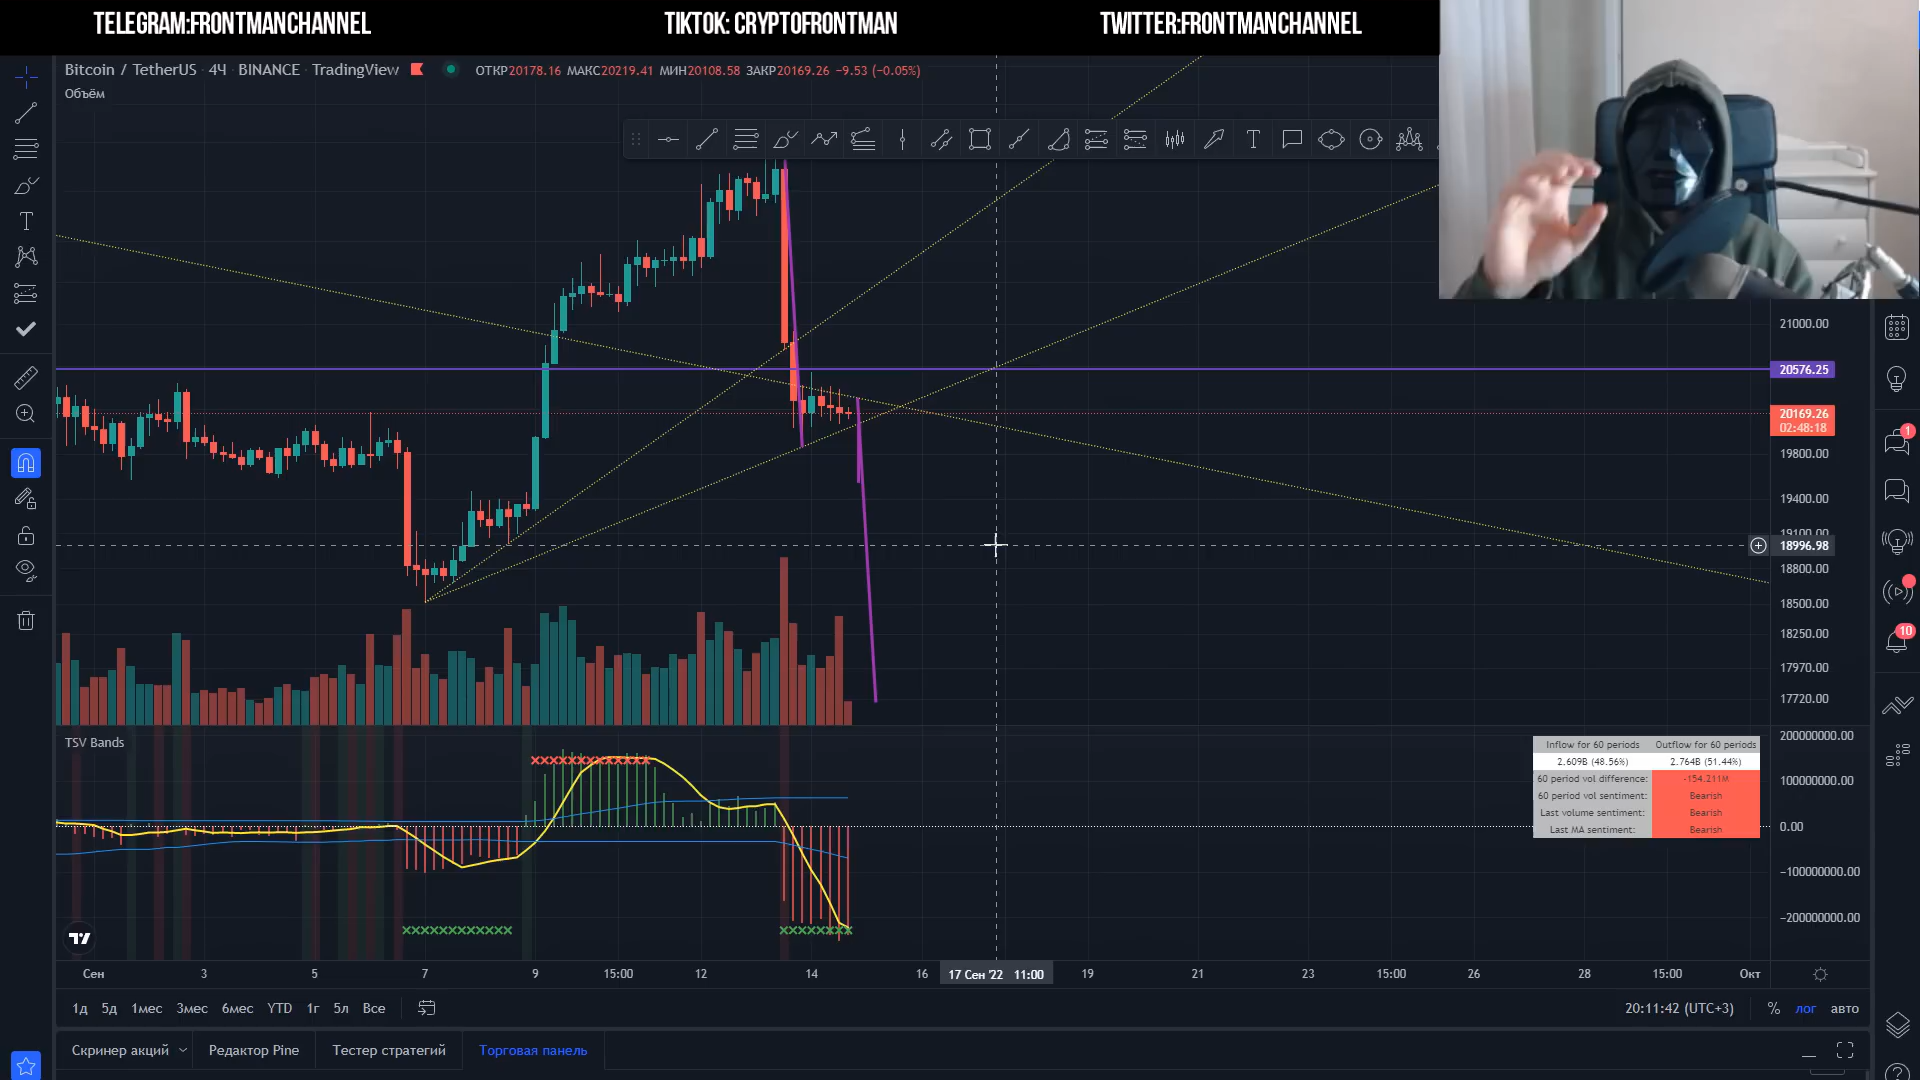 TELEGRAM:FRONTMANCHANNEL
TIKTOK: CRYPTOFRONTMAN
TWITTER:FRONTMANCHANNEL
Bitcoin / TetherUS · 4Ч · BINANCE · TradingView
ОТКР20178.16 МАКС20219.41 МИН20108.58 ЗАКР20169.26 −9.53 (−0.05%)
Объём
21000.00
20576.25
20169.26
02:48:18
19800.00
19400.00
19100.00
18996.98
18800.00
18500.00
18250.00
17970.00
17720.00
1
10
TSV Bands
Inflow for 60 periods Outflow for 60 periods
2.609B (48.56%) 2.764B (51.44%)
60 period vol difference: -154.211M
60 period vol sentiment: Bearish
Last volume sentiment: Bearish
Last MA sentiment: Bearish
200000000.00
100000000.00
0.00
−100000000.00
−200000000.00
Сен 3 5 7 9 15:00 12 14 16 17 Сен '22 11:00 19 21 23 15:00 26 28 15:00 Окт
1д 5д 1мес 3мес 6мес YTD 1г 5л Все
20:11:42 (UTC+3) % лог авто
Скринер акций Редактор Pine Тестер стратегий Торговая панель